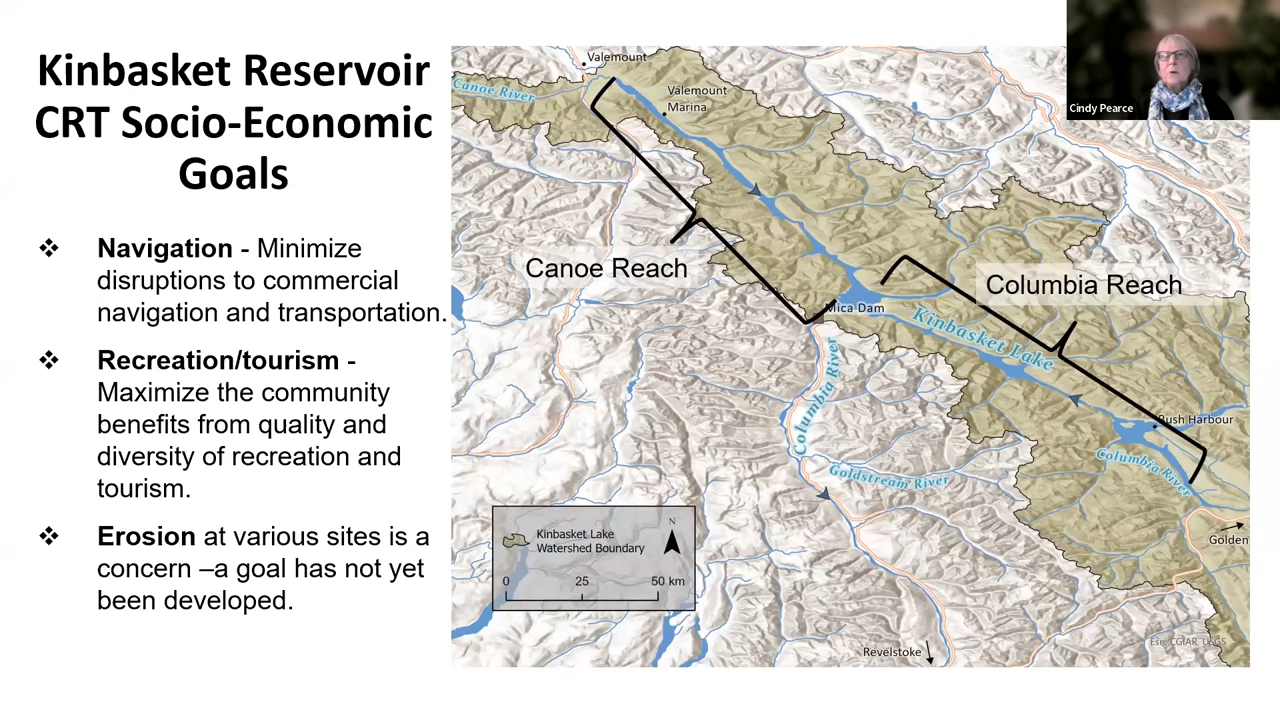 Kinbasket Reservoir
CRT Socio-Economic
Goals
❖ Navigation - Minimize
disruptions to commercial
navigation and transportation.
❖ Recreation/tourism -
Maximize the community
benefits from quality and
diversity of recreation and
tourism.
❖ Erosion at various sites is a
concern –a goal has not yet
been developed.
Valemount
Canoe River
Valemount
Marina
Canoe Reach
Columbia Reach
Mica Dam
Kinbasket Lake
Columbia River
Bush Harbour
Columbia River
Goldstream River
Golden
Kinbasket Lake
Watershed Boundary
N
0 25 50 km
Revelstoke
Esri, CGIAR, USGS
Cindy Pearce